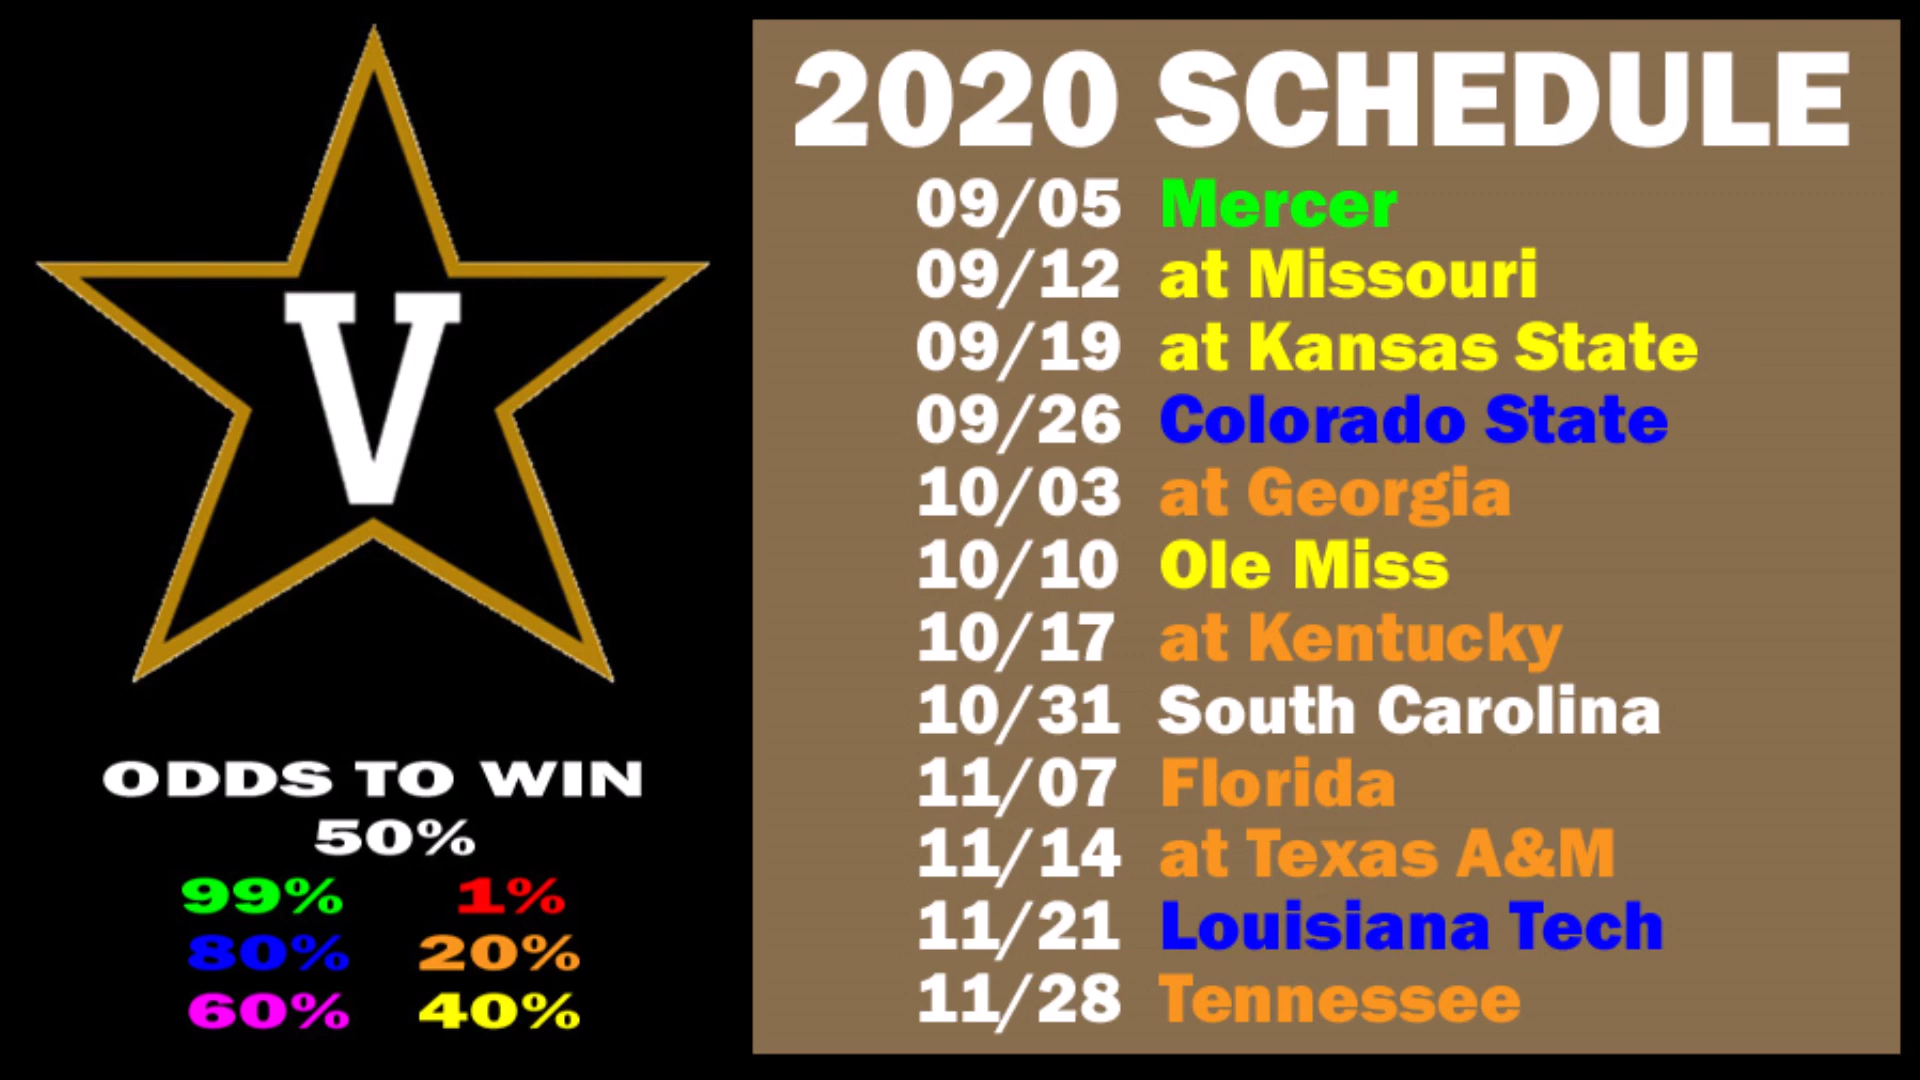 V
ODDS TO WIN
50%
99% 1%
80% 20%
60% 40%
2020 SCHEDULE
09/05 Mercer
09/12 at Missouri
09/19 at Kansas State
09/26 Colorado State
10/03 at Georgia
10/10 Ole Miss
10/17 at Kentucky
10/31 South Carolina
11/07 Florida
11/14 at Texas A&M
11/21 Louisiana Tech
11/28 Tennessee